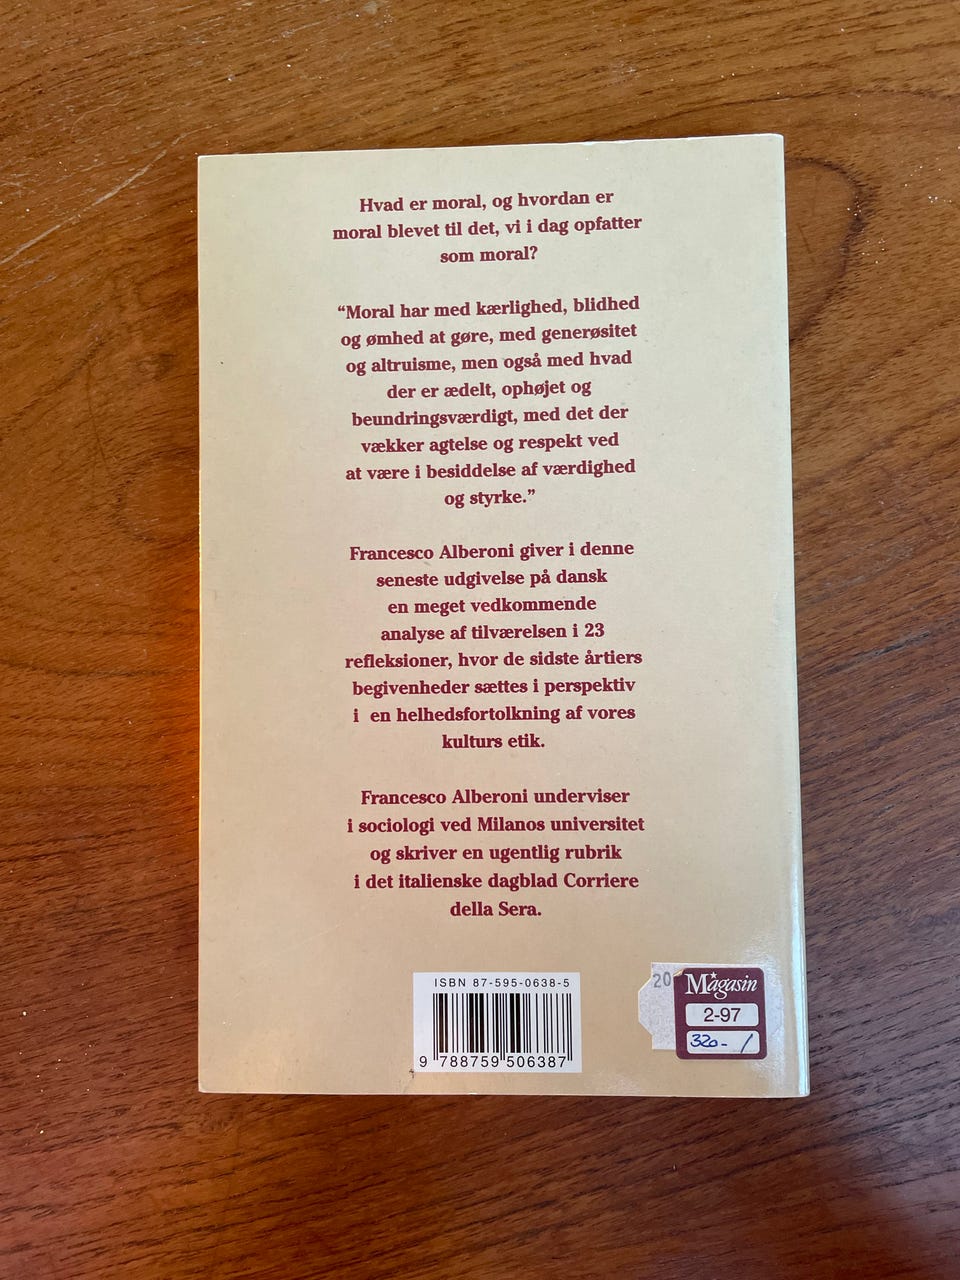 Hvad er moral, og hvordan er
moral blevet til det, vi i dag opfatter
som moral?
“Moral har med kærlighed, blidhed
og ømhed at gøre, med generøsitet
og altruisme, men også med hvad
der er ædelt, ophøjet og
beundringsværdigt, med det der
vækker agtelse og respekt ved
at være i besiddelse af værdighed
og styrke.”
Francesco Alberoni giver i denne
seneste udgivelse på dansk
en meget vedkommende
analyse af tilværelsen i 23
refleksioner, hvor de sidste årtiers
begivenheder sættes i perspektiv
i en helhedsfortolkning af vores
kulturs etik.
Francesco Alberoni underviser
i sociologi ved Milanos universitet
og skriver en ugentlig rubrik
i det italienske dagblad Corriere
della Sera.
ISBN 87-595-0638-5
9 788759 506387
20
Magasin
2-97
320.- /